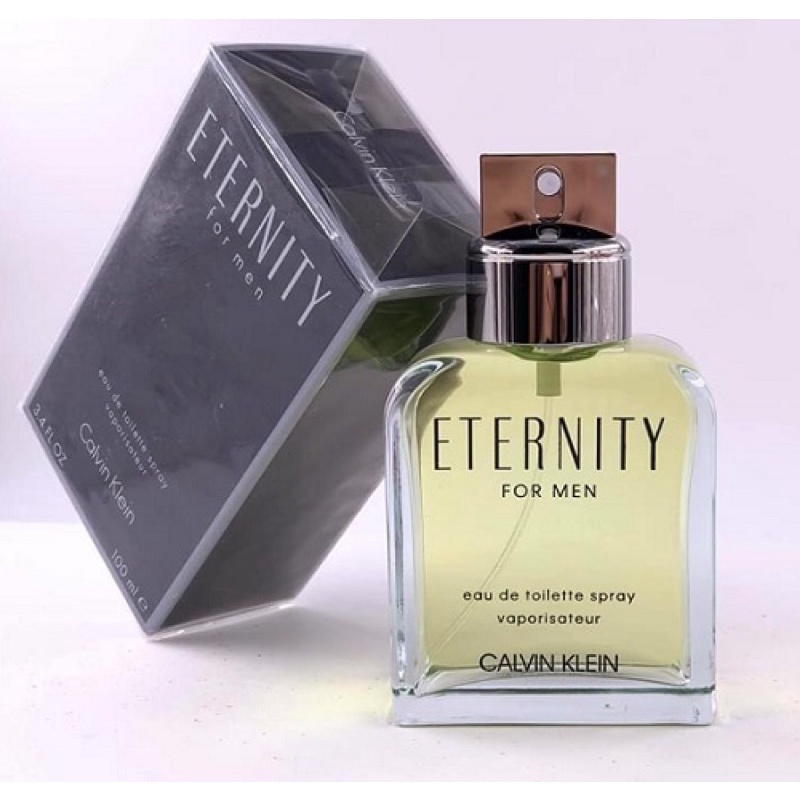 Calvin Klein
ETERNITY
for men
eau de toilette spray
vaporisateur
Calvin Klein
3.4 FL OZ
100 ml e
ETERNITY
FOR MEN
eau de toilette spray
vaporisateur
CALVIN KLEIN